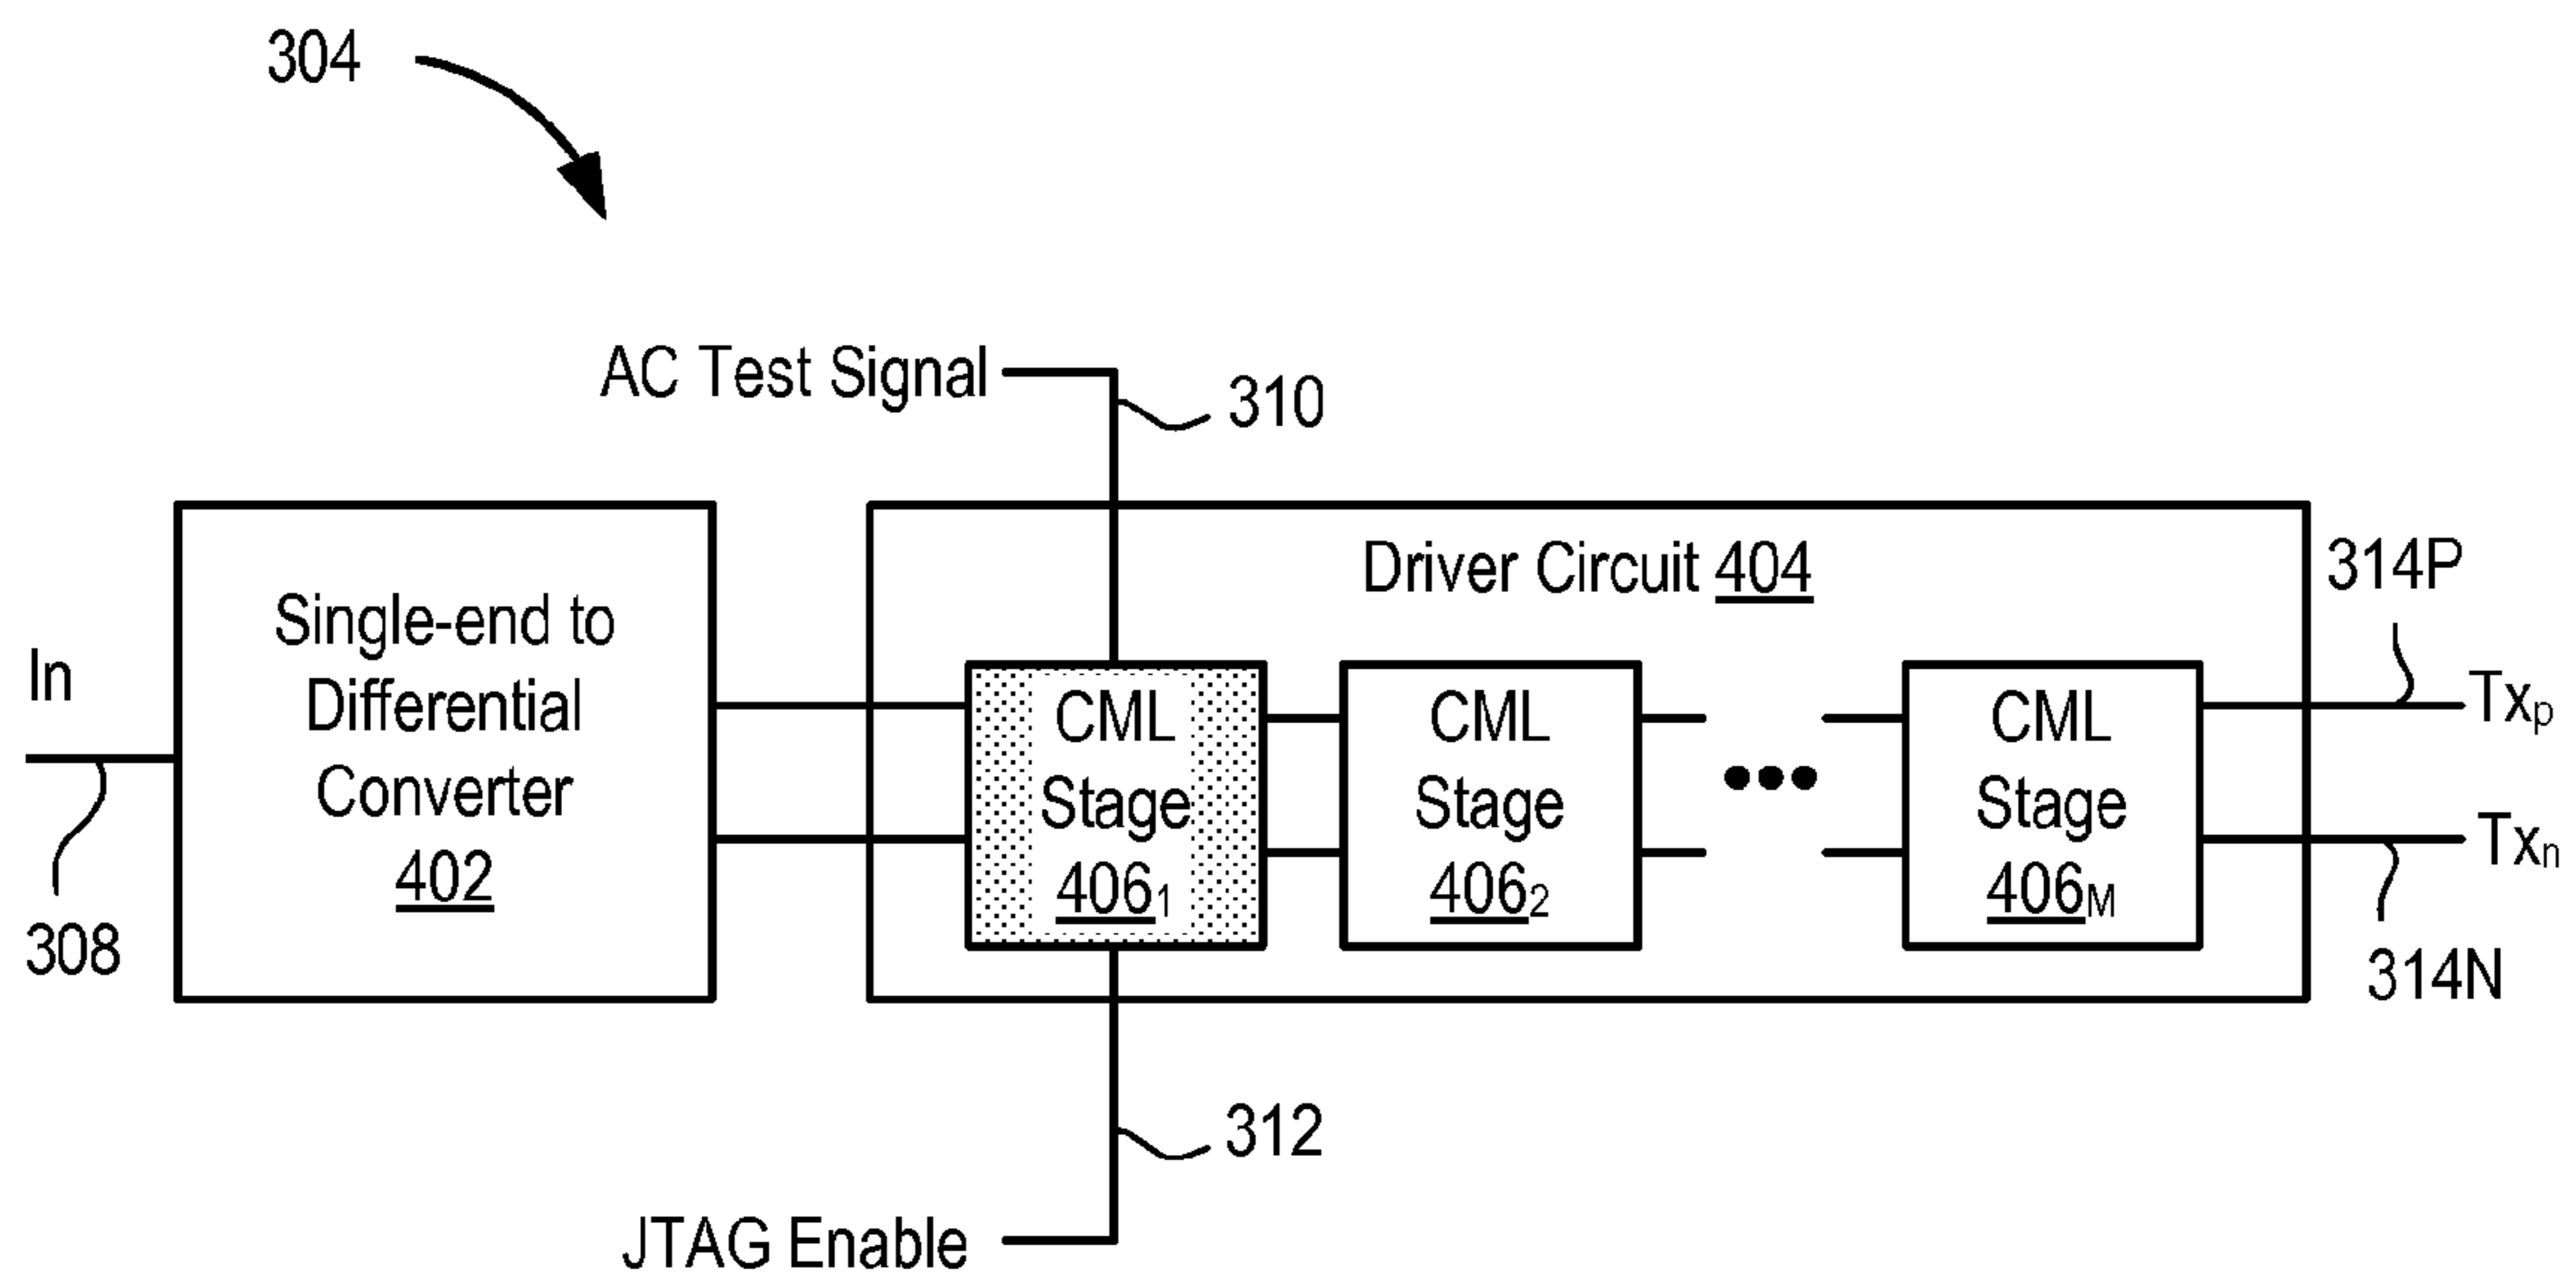 304
AC Test Signal
310
Driver Circuit 404
314P
In
Single-end to
Differential
Converter
402
308
CML
Stage
406₁
CML
Stage
406₂
•••
CML
Stage
406M
Txp
Txn
314N
312
JTAG Enable